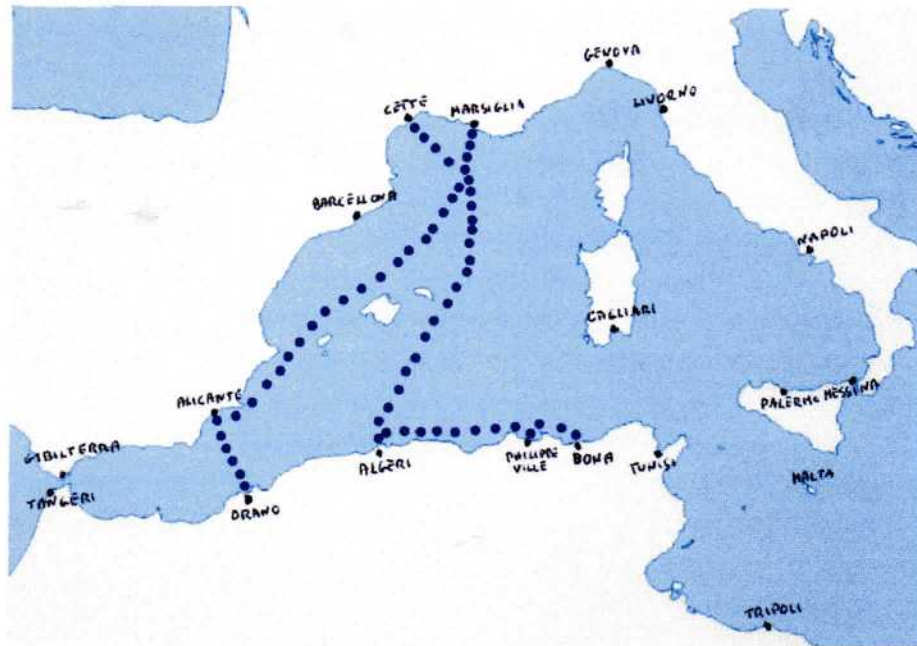 GENOVA
CETTE
MARSIGLIA
LIVORNO
BARCELLONA
NAPOLI
CAGLIARI
PALERMO
MESSINA
ALICANTE
GIBILTERRA
TANGERI
ORANO
ALGERI
PHILIPPE
VILLE
BONA
TUNISI
MALTA
TRIPOLI